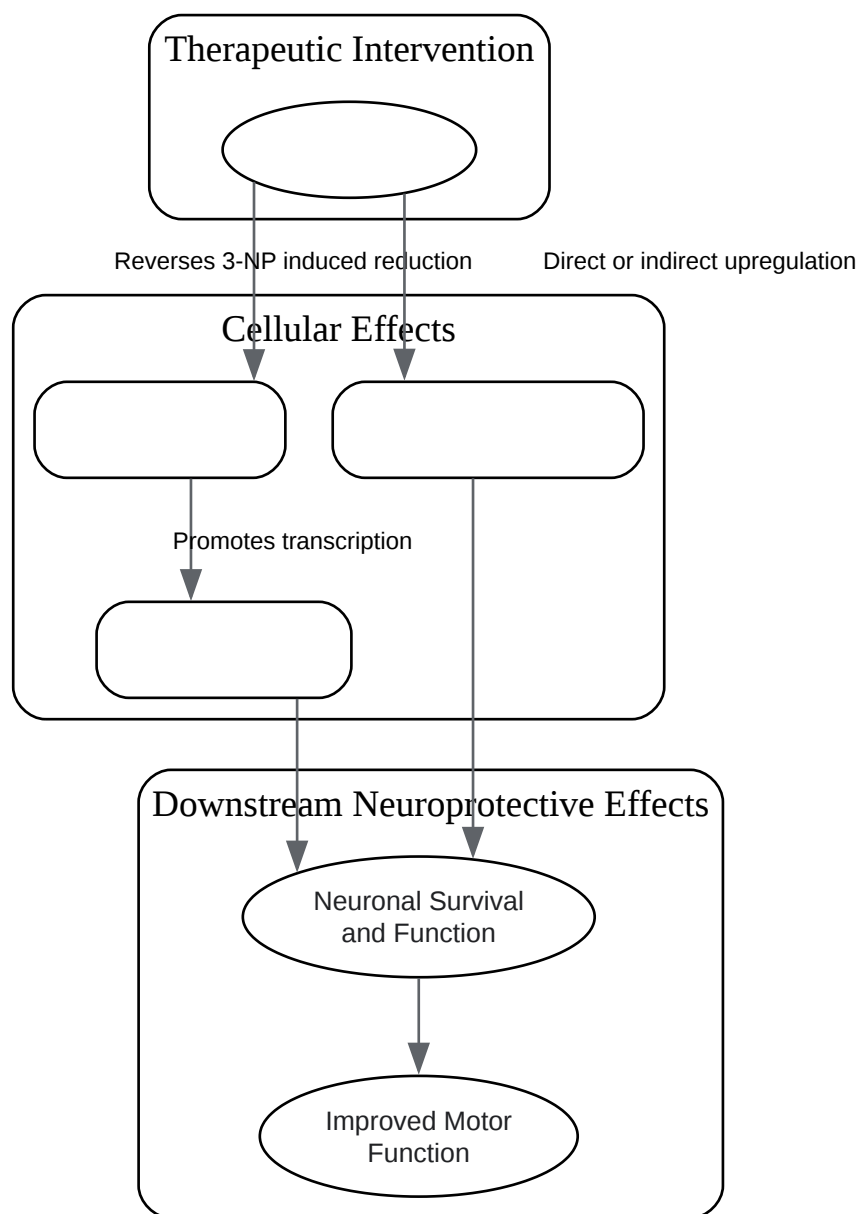 Therapeutic Intervention
Reverses 3-NP induced reduction
Direct or indirect upregulation
Cellular Effects
Promotes transcription
Downstream Neuroprotective Effects
Neuronal Survival
and Function
Improved Motor
Function